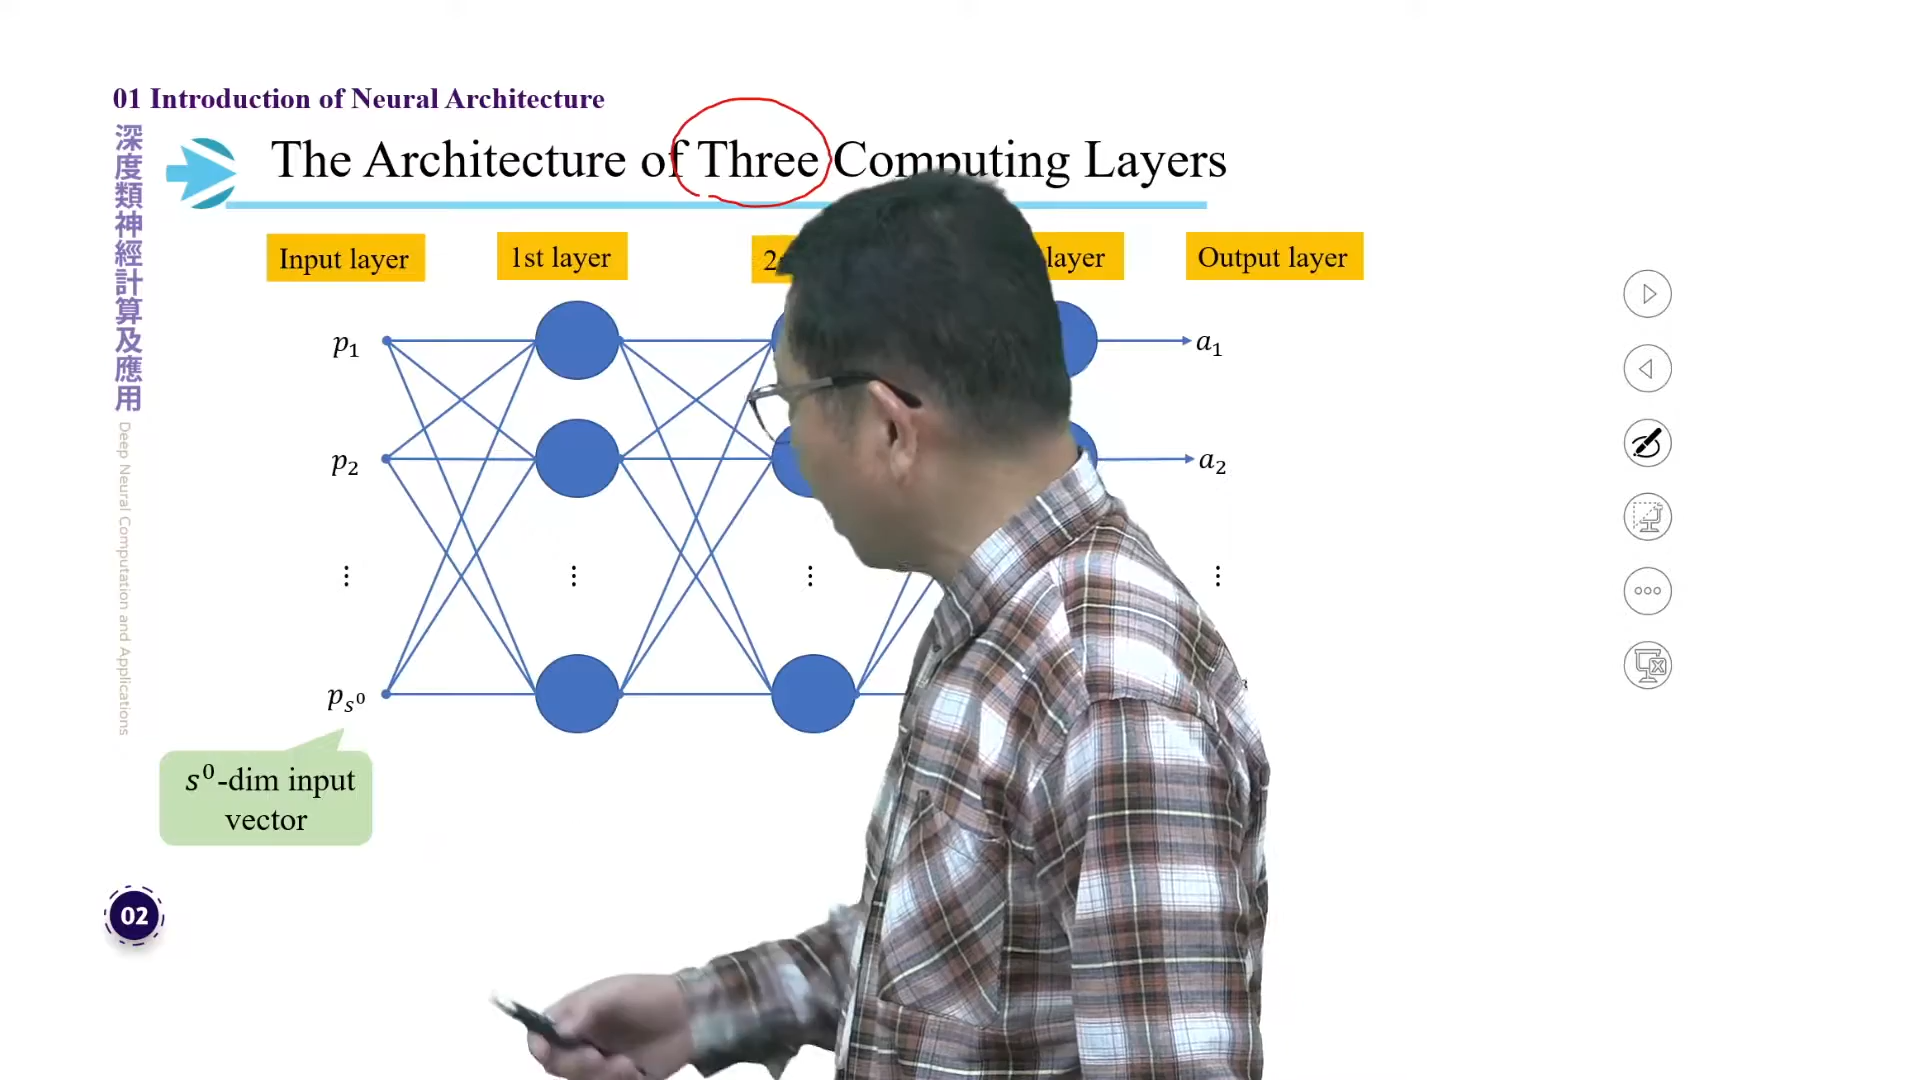 01 Introduction of Neural Architecture
深度類神經計算及應用
Deep Neural Computation and Applications
The Architecture of Three Computing Layers
Input layer
1st layer
layer
Output layer
p₁
a₁
p₂
a₂
⋮ ⋮ ⋮ ⋮
pₛ⁰
s⁰-dim input
vector
02